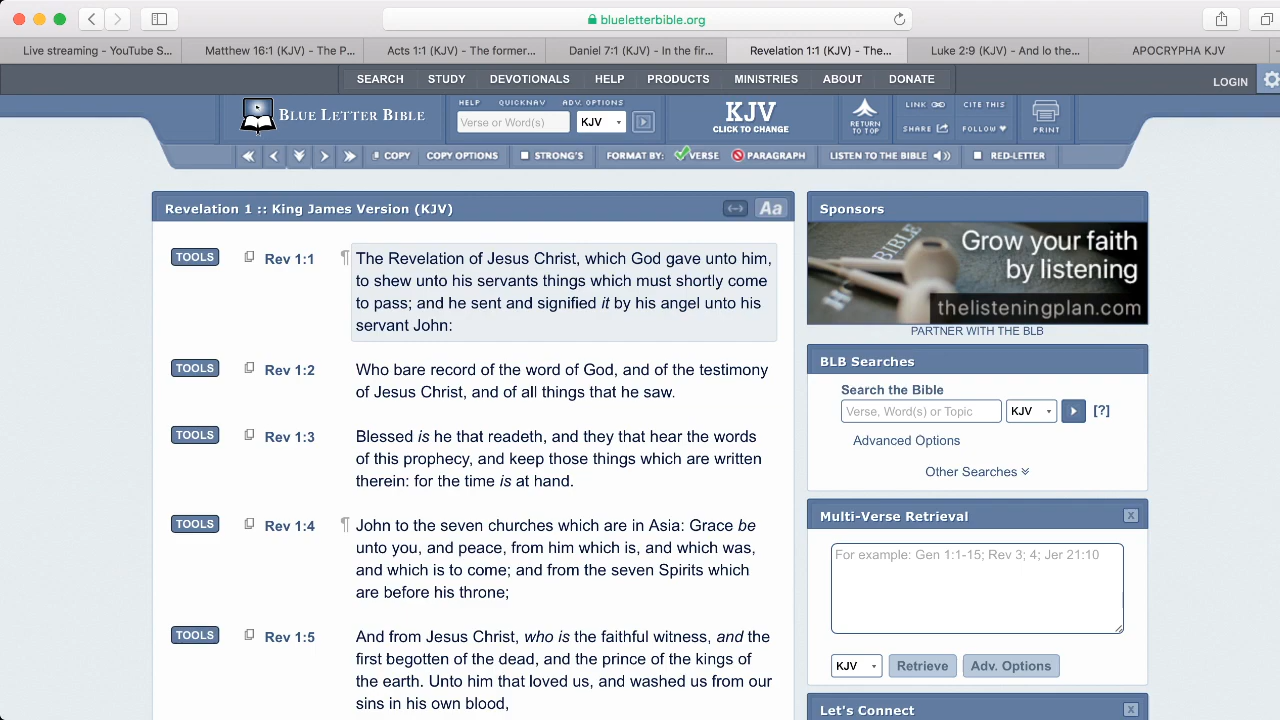 blueletterbible.org
Live streaming - YouTube S...
Matthew 16:1 (KJV) - The P...
Acts 1:1 (KJV) - The former...
Daniel 7:1 (KJV) - In the fir...
Revelation 1:1 (KJV) - The...
Luke 2:9 (KJV) - And lo the...
APOCRYPHA KJV
SEARCH STUDY DEVOTIONALS HELP PRODUCTS MINISTRIES ABOUT DONATE
LOGIN
BLUE LETTER BIBLE
HELP QUICKNAV ADV. OPTIONS
Verse or Word(s) KJV
KJV
CLICK TO CHANGE
RETURN
TO TOP
LINK CITE THIS
SHARE FOLLOW
PRINT
COPY COPY OPTIONS STRONG'S FORMAT BY: VERSE PARAGRAPH LISTEN TO THE BIBLE RED-LETTER
Revelation 1 :: King James Version (KJV)
Aa
TOOLS Rev 1:1 ¶ The Revelation of Jesus Christ, which God gave unto him,
to shew unto his servants things which must shortly come
to pass; and he sent and signified it by his angel unto his
servant John:
TOOLS Rev 1:2 Who bare record of the word of God, and of the testimony
of Jesus Christ, and of all things that he saw.
TOOLS Rev 1:3 Blessed is he that readeth, and they that hear the words
of this prophecy, and keep those things which are written
therein: for the time is at hand.
TOOLS Rev 1:4 ¶ John to the seven churches which are in Asia: Grace be
unto you, and peace, from him which is, and which was,
and which is to come; and from the seven Spirits which
are before his throne;
TOOLS Rev 1:5 And from Jesus Christ, who is the faithful witness, and the
first begotten of the dead, and the prince of the kings of
the earth. Unto him that loved us, and washed us from our
sins in his own blood,
Sponsors
BIBLE
Grow your faith
by listening
thelisteningplan.com
PARTNER WITH THE BLB
BLB Searches
Search the Bible
Verse, Word(s) or Topic KJV [?]
Advanced Options
Other Searches
Multi-Verse Retrieval X
For example: Gen 1:1-15; Rev 3; 4; Jer 21:10
KJV Retrieve Adv. Options
Let's Connect X